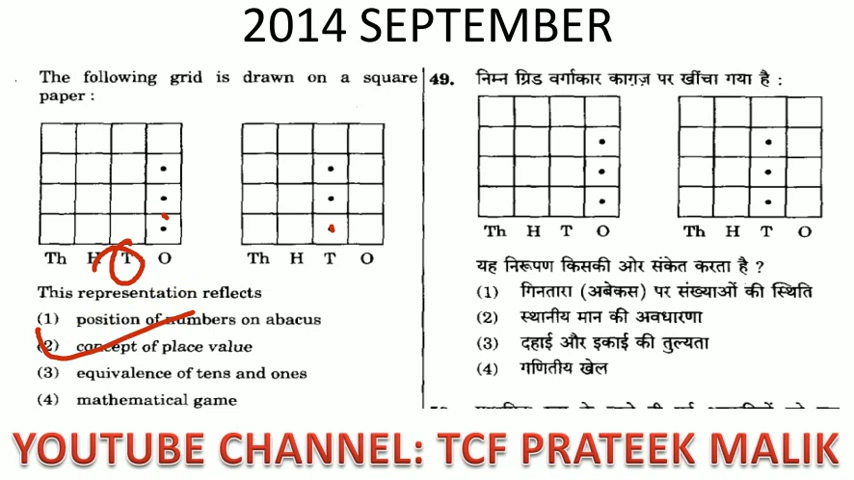 2014 SEPTEMBER
The following grid is drawn on a square
paper :
Th H T O
Th H T O
This representation reflects
(1) position of numbers on abacus
(2) concept of place value
(3) equivalence of tens and ones
(4) mathematical game
49. निम्न ग्रिड वर्गाकार काग़ज़ पर खींचा गया है :
Th H T O
Th H T O
यह निरूपण किसकी ओर संकेत करता है ?
(1) गिनतारा (अबेकस) पर संख्याओं की स्थिति
(2) स्थानीय मान की अवधारणा
(3) दहाई और इकाई की तुल्यता
(4) गणितीय खेल
YOUTUBE CHANNEL: TCF PRATEEK MALIK